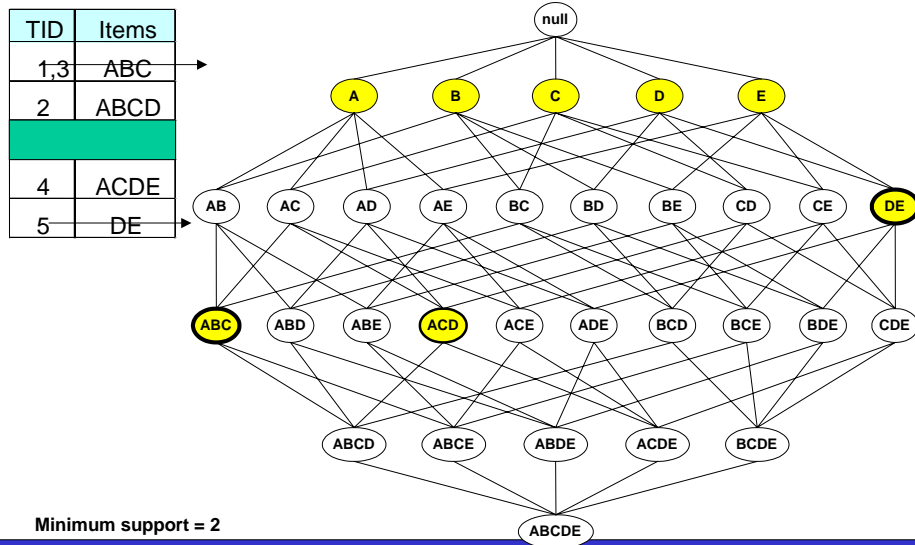 TID Items
1,3 ABC
2 ABCD
4 ACDE
5 DE
null
A B C D E
AB AC AD AE BC BD BE CD CE DE
ABC ABD ABE ACD ACE ADE BCD BCE BDE CDE
ABCD ABCE ABDE ACDE BCDE
Minimum support = 2
ABCDE